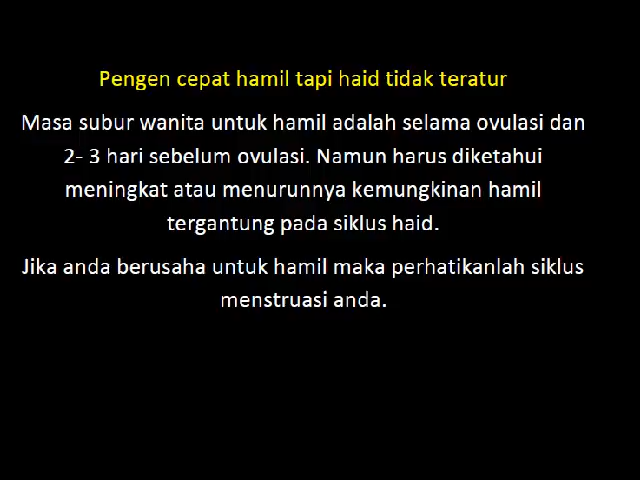 Pengen cepat hamil tapi haid tidak teratur
Masa subur wanita untuk hamil adalah selama ovulasi dan
2- 3 hari sebelum ovulasi. Namun harus diketahui
meningkat atau menurunnya kemungkinan hamil
tergantung pada siklus haid.
Jika anda berusaha untuk hamil maka perhatikanlah siklus
menstruasi anda.